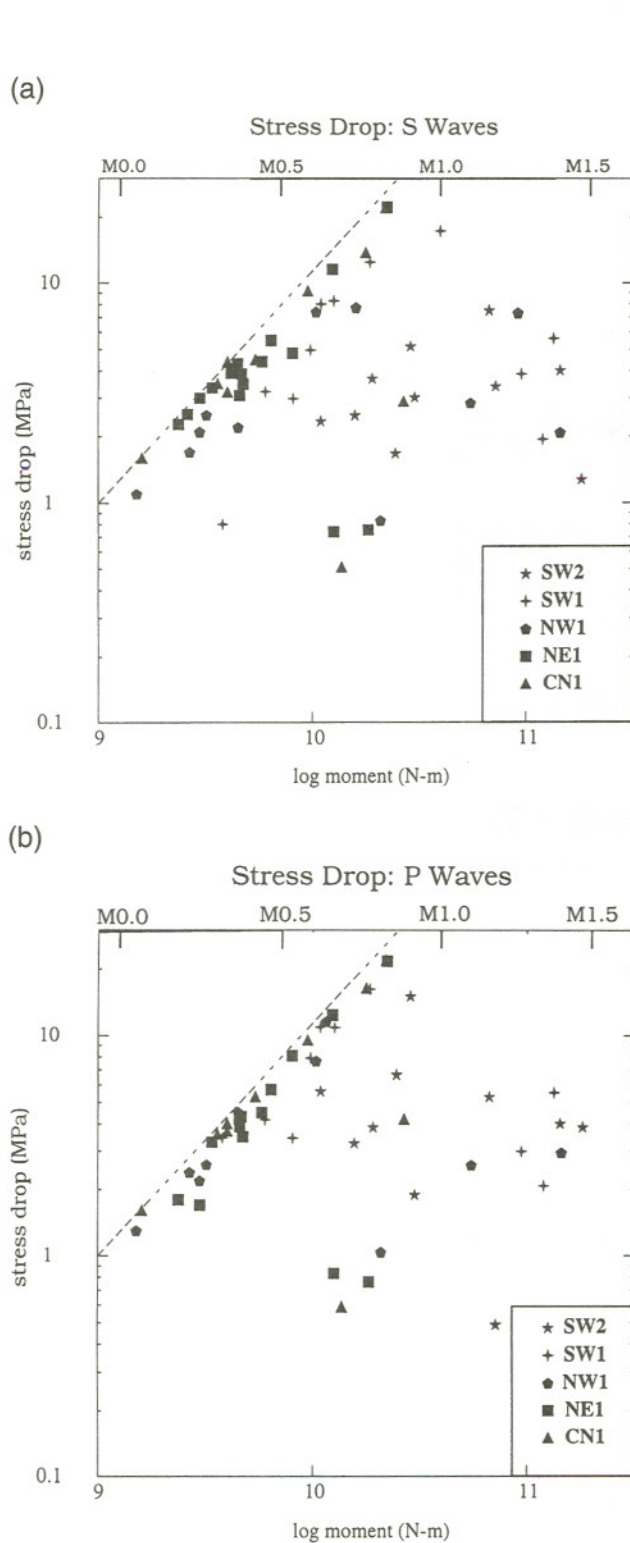 (a)
Stress Drop: S Waves
M0.0 M0.5 M1.0 M1.5
10
1
0.1
stress drop (MPa)
SW2
SW1
NW1
NE1
CN1
9 10 11
log moment (N-m)
(b)
Stress Drop: P Waves
M0.0 M0.5 M1.0 M1.5
10
1
0.1
stress drop (MPa)
SW2
SW1
NW1
NE1
CN1
9 10 11
log moment (N-m)